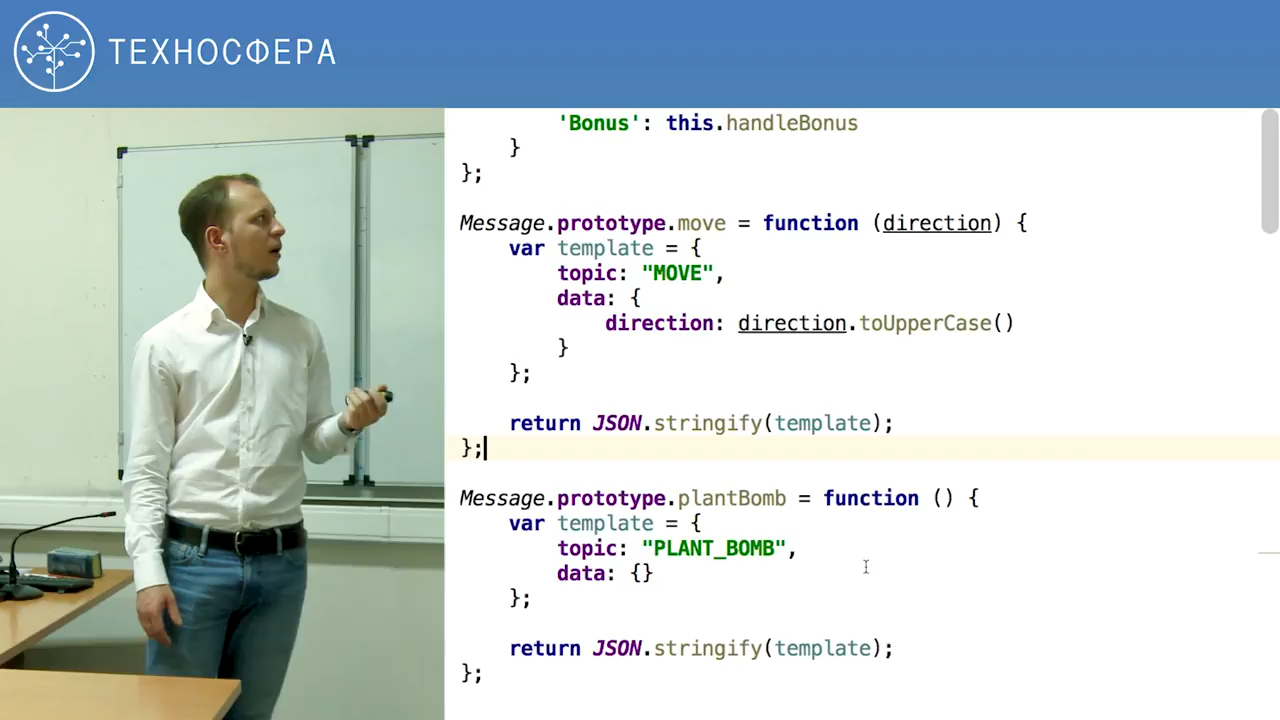 ТЕХНОСФЕРА
'Bonus': this.handleBonus
}
};
Message.prototype.move = function (direction) {
var template = {
topic: "MOVE",
data: {
direction: direction.toUpperCase()
}
};
return JSON.stringify(template);
};
Message.prototype.plantBomb = function () {
var template = {
topic: "PLANT_BOMB",
data: {}
};
return JSON.stringify(template);
};